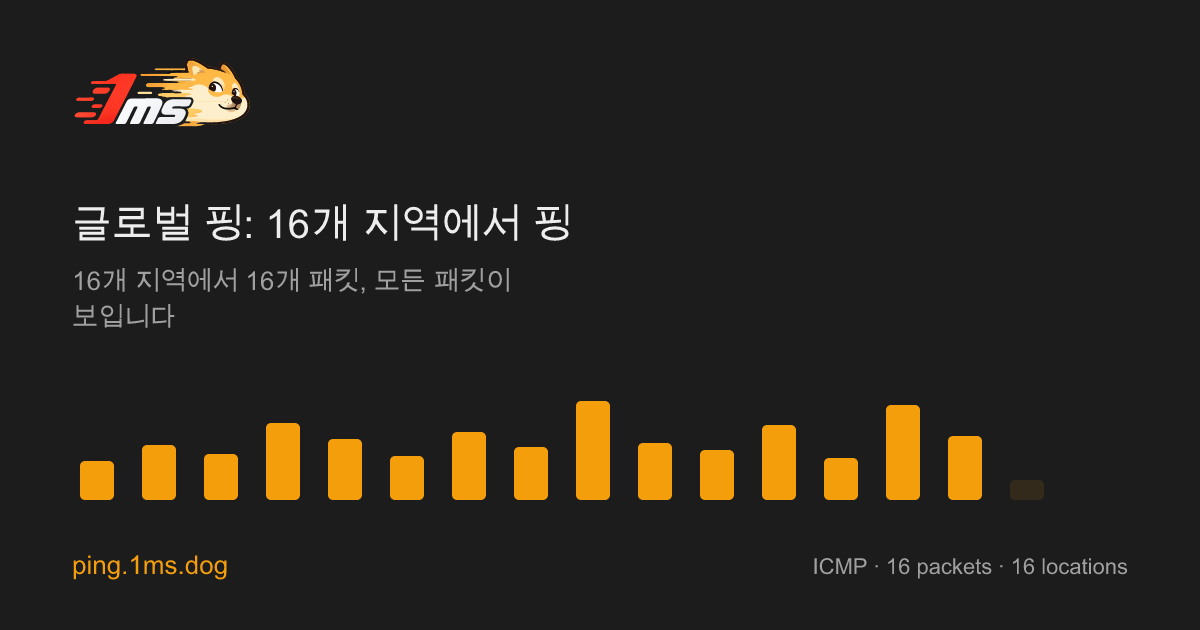 1ms
글로벌 핑: 16개 지역에서 핑
16개 지역에서 16개 패킷, 모든 패킷이
보입니다
ping.1ms.dog
ICMP · 16 packets · 16 locations